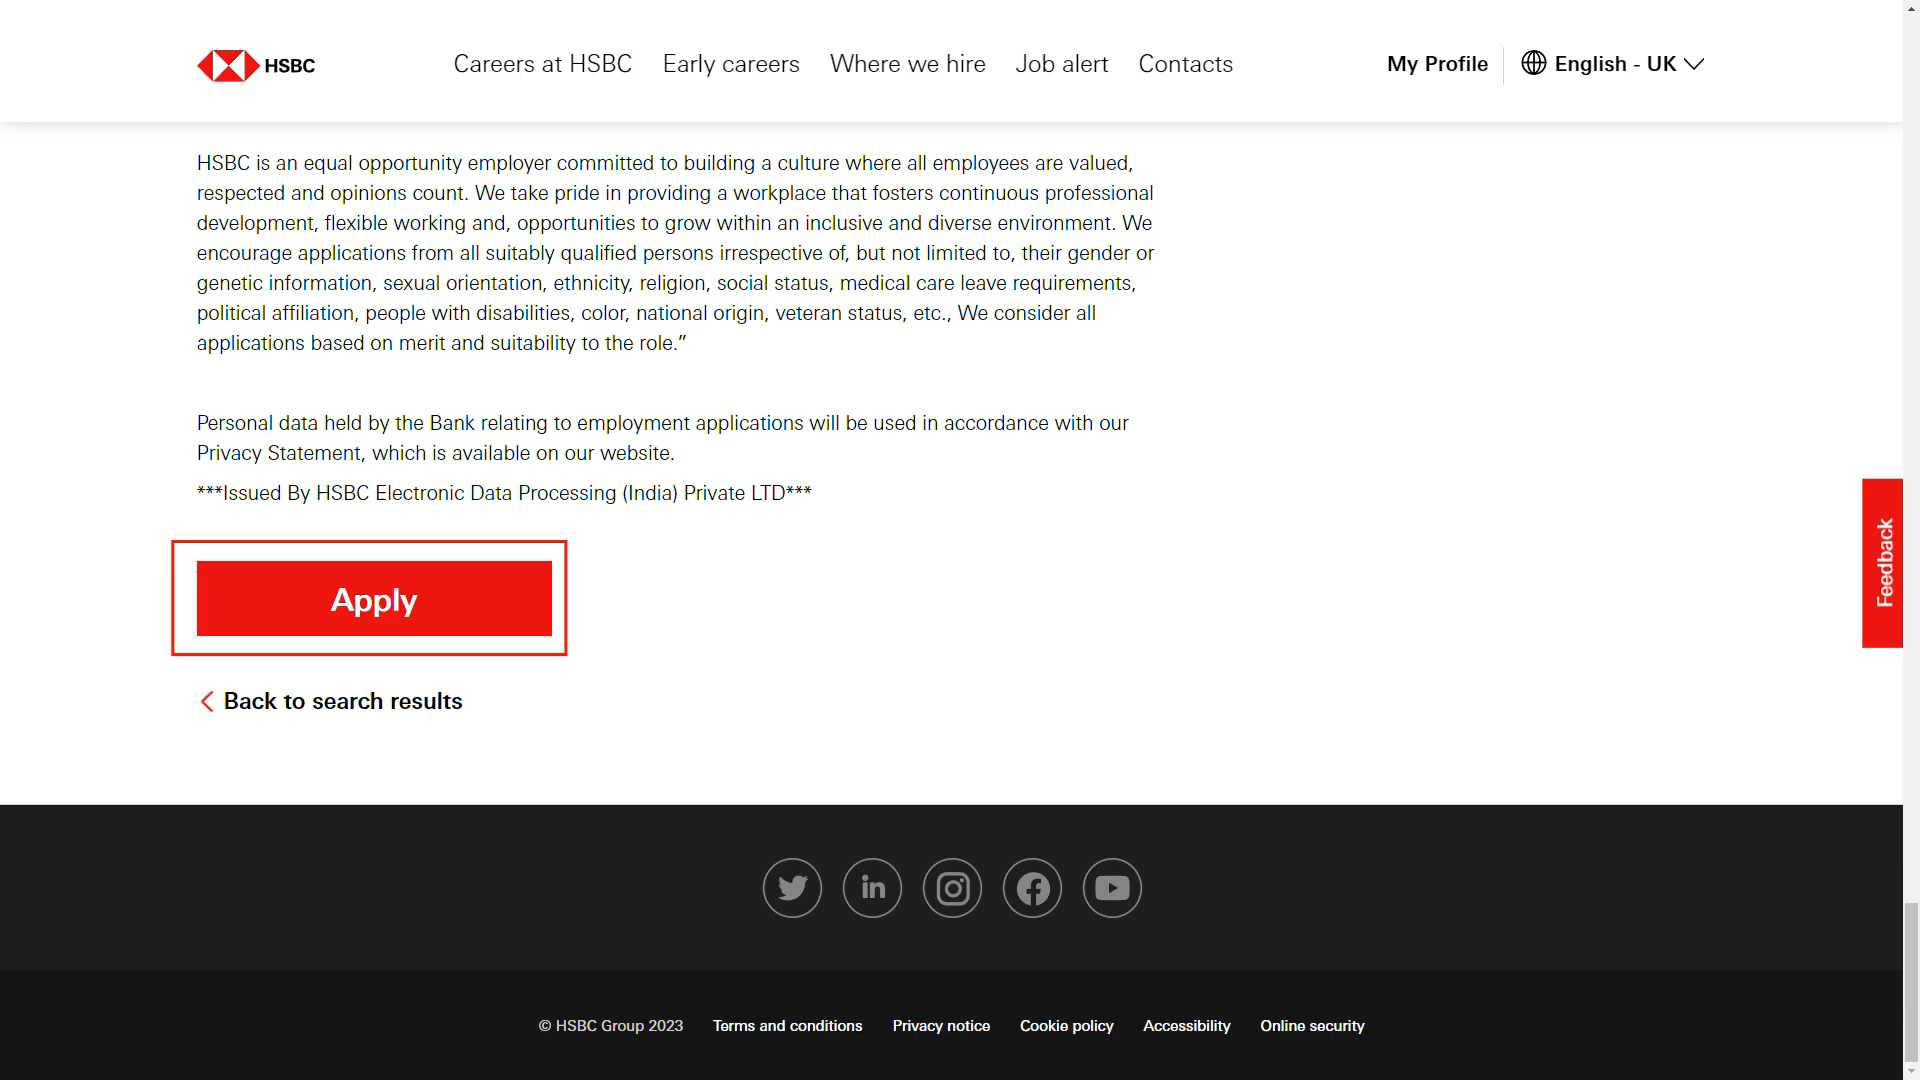 HSBC
Careers at HSBC
Early careers
Where we hire
Job alert
Contacts
My Profile
English - UK
HSBC is an equal opportunity employer committed to building a culture where all employees are valued,
respected and opinions count. We take pride in providing a workplace that fosters continuous professional
development, flexible working and, opportunities to grow within an inclusive and diverse environment. We
encourage applications from all suitably qualified persons irrespective of, but not limited to, their gender or
genetic information, sexual orientation, ethnicity, religion, social status, medical care leave requirements,
political affiliation, people with disabilities, color, national origin, veteran status, etc., We consider all
applications based on merit and suitability to the role.”
Personal data held by the Bank relating to employment applications will be used in accordance with our
Privacy Statement, which is available on our website.
***Issued By HSBC Electronic Data Processing (India) Private LTD***
Feedback
Apply
Back to search results
in
© HSBC Group 2023
Terms and conditions
Privacy notice
Cookie policy
Accessibility
Online security